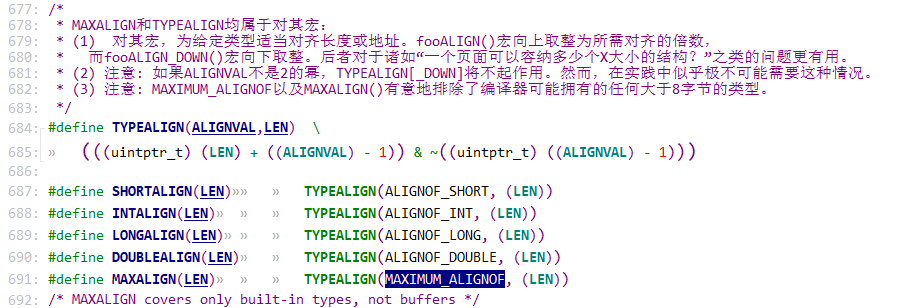 677: /*
678:  * MAXALIGN和TYPEALIGN均属于对其宏：
679:  * (1)  对其宏，为给定类型适当对齐长度或地址。fooALIGN()宏向上取整为所需对齐的倍数，
680:  *  而fooALIGN_DOWN()宏向下取整。后者对于诸如“一个页面可以容纳多少个X大小的结构？”之类的问题更有用。
681:  * (2) 注意: 如果ALIGNVAL不是2的幂，TYPEALIGN[_DOWN]将不起作用。然而，在实践中似乎极不可能需要这种情况。
682:  * (3) 注意: MAXIMUM_ALIGNOF以及MAXALIGN()有意地排除了编译器可能拥有的任何大于8字节的类型。
683:  */
684: #define TYPEALIGN(ALIGNVAL,LEN)  \
685: »   (((uintptr_t) (LEN) + ((ALIGNVAL) - 1)) & ~((uintptr_t) ((ALIGNVAL) - 1)))
686:
687: #define SHORTALIGN(LEN)»»   »   TYPEALIGN(ALIGNOF_SHORT, (LEN))
688: #define INTALIGN(LEN)»  »   »   TYPEALIGN(ALIGNOF_INT, (LEN))
689: #define LONGALIGN(LEN)» »   »   TYPEALIGN(ALIGNOF_LONG, (LEN))
690: #define DOUBLEALIGN(LEN)»   »   TYPEALIGN(ALIGNOF_DOUBLE, (LEN))
691: #define MAXALIGN(LEN)»  »   »   TYPEALIGN(MAXIMUM_ALIGNOF, (LEN))
692: /* MAXALIGN covers only built-in types, not buffers */